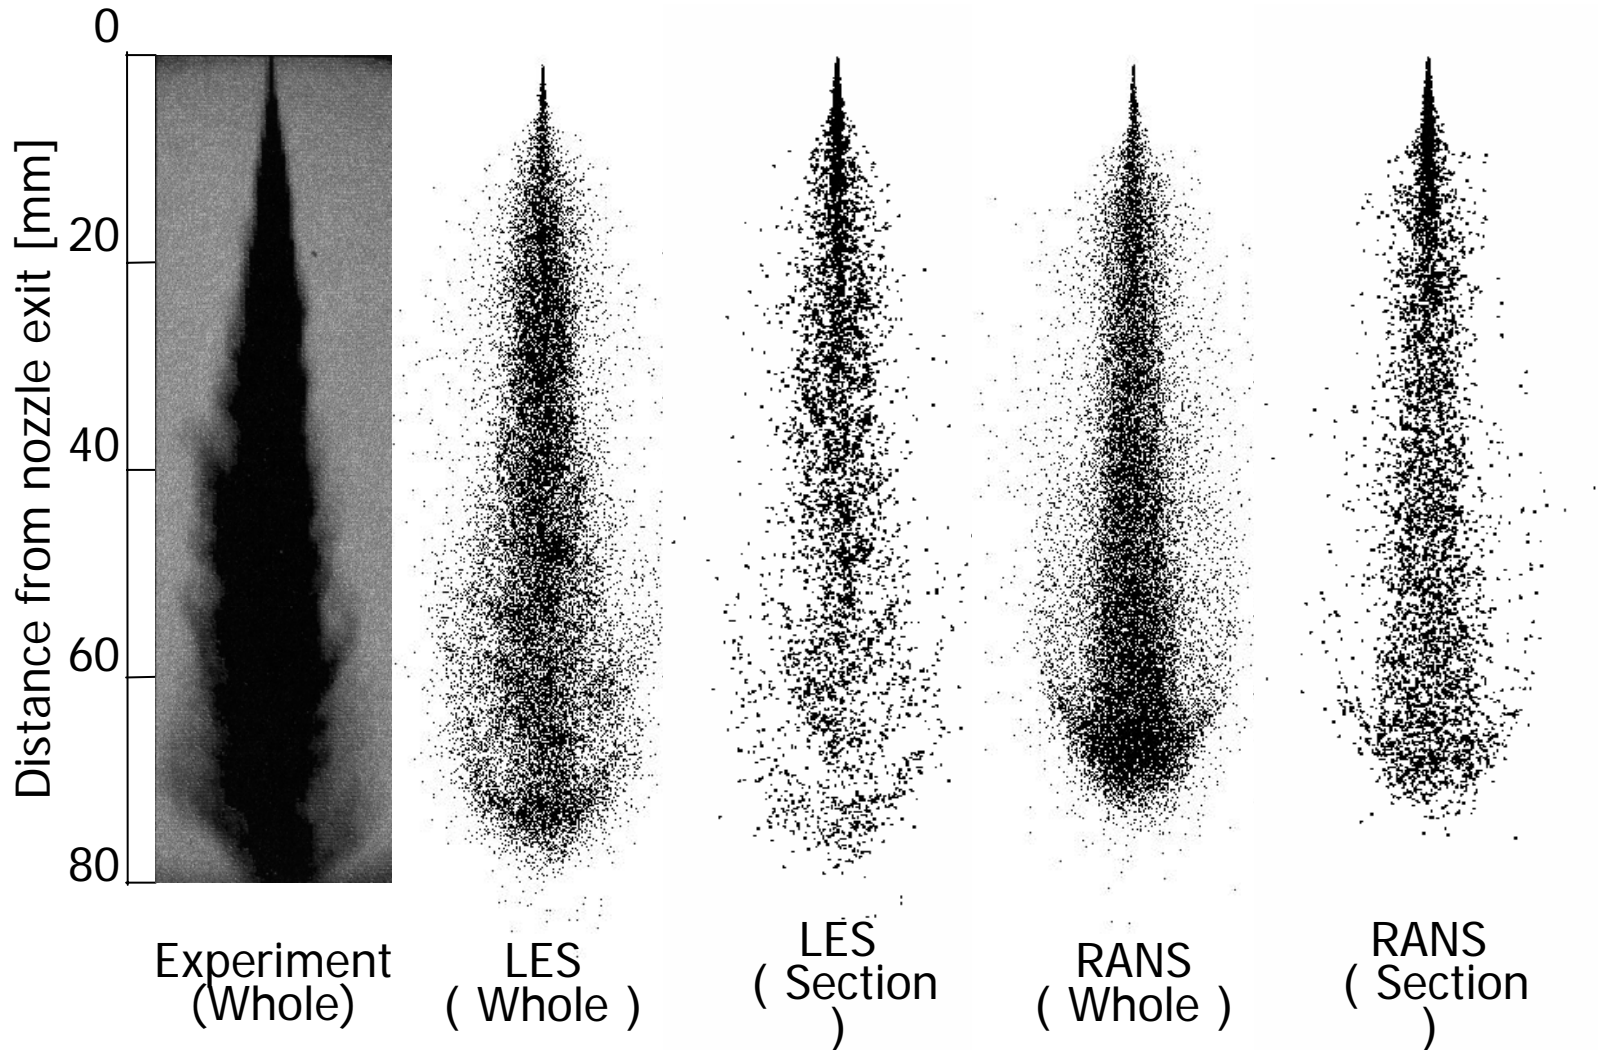 0
20
40
60
80
Distance from nozzle exit [mm]
Experiment
(Whole)
LES
( Whole )
LES
( Section
)
RANS
( Whole )
RANS
( Section
)